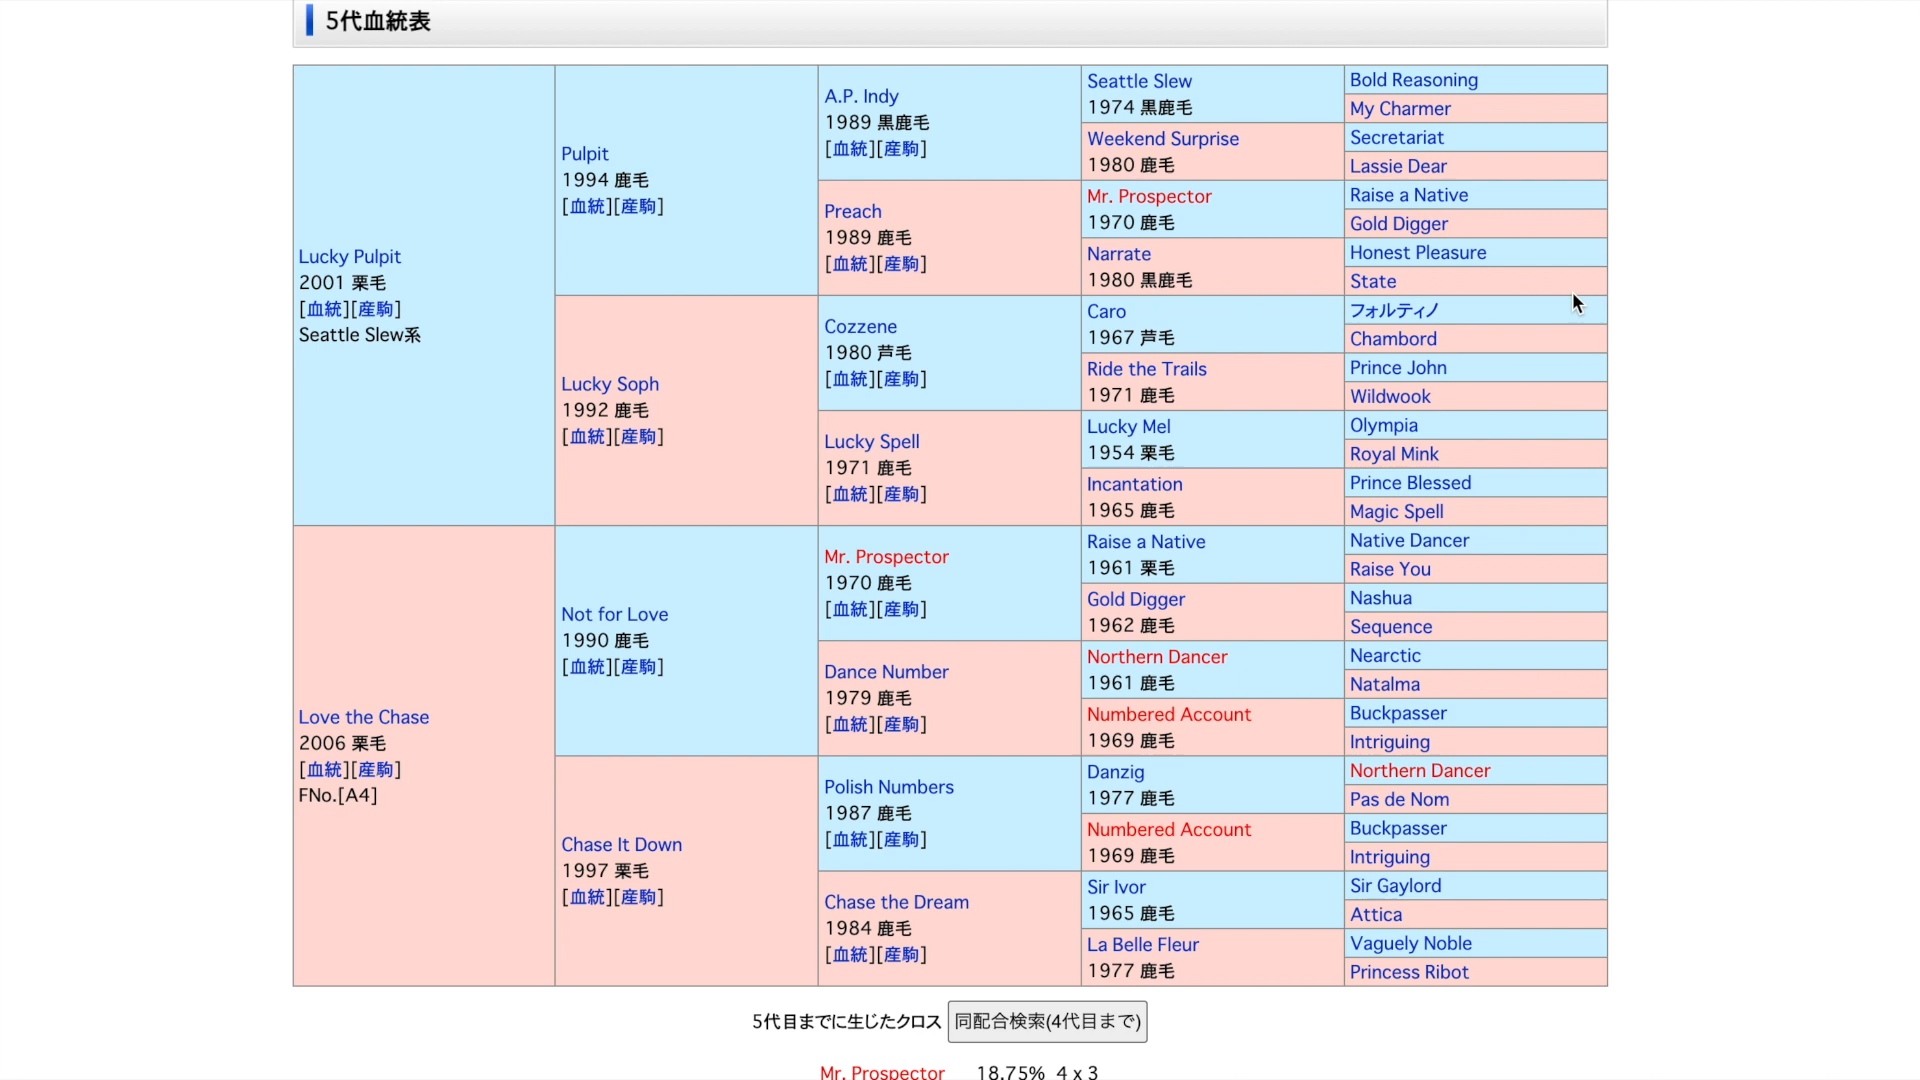 5代血統表
Lucky Pulpit
2001 栗毛
[血統][産駒]
Seattle Slew系
Pulpit
1994 鹿毛
[血統][産駒]
A.P. Indy
1989 黒鹿毛
[血統][産駒]
Seattle Slew
1974 黒鹿毛
Bold Reasoning
My Charmer
Weekend Surprise
1980 鹿毛
Secretariat
Lassie Dear
Preach
1989 鹿毛
[血統][産駒]
Mr. Prospector
1970 鹿毛
Raise a Native
Gold Digger
Narrate
1980 黒鹿毛
Honest Pleasure
State
Lucky Soph
1992 鹿毛
[血統][産駒]
Cozzene
1980 芦毛
[血統][産駒]
Caro
1967 芦毛
フォルティノ
Chambord
Ride the Trails
1971 鹿毛
Prince John
Wildwook
Lucky Spell
1971 鹿毛
[血統][産駒]
Lucky Mel
1954 栗毛
Olympia
Royal Mink
Incantation
1965 鹿毛
Prince Blessed
Magic Spell
Love the Chase
2006 栗毛
[血統][産駒]
FNo.[A4]
Not for Love
1990 鹿毛
[血統][産駒]
Mr. Prospector
1970 鹿毛
[血統][産駒]
Raise a Native
1961 栗毛
Native Dancer
Raise You
Gold Digger
1962 鹿毛
Nashua
Sequence
Dance Number
1979 鹿毛
[血統][産駒]
Northern Dancer
1961 鹿毛
Nearctic
Natalma
Numbered Account
1969 鹿毛
Buckpasser
Intriguing
Chase It Down
1997 栗毛
[血統][産駒]
Polish Numbers
1987 鹿毛
[血統][産駒]
Danzig
1977 鹿毛
Northern Dancer
Pas de Nom
Numbered Account
1969 鹿毛
Buckpasser
Intriguing
Chase the Dream
1984 鹿毛
[血統][産駒]
Sir Ivor
1965 鹿毛
Sir Gaylord
Attica
La Belle Fleur
1977 鹿毛
Vaguely Noble
Princess Ribot
5代目までに生じたクロス 同配合検索(4代目まで)
Mr. Prospector 18.75% 4 x 3